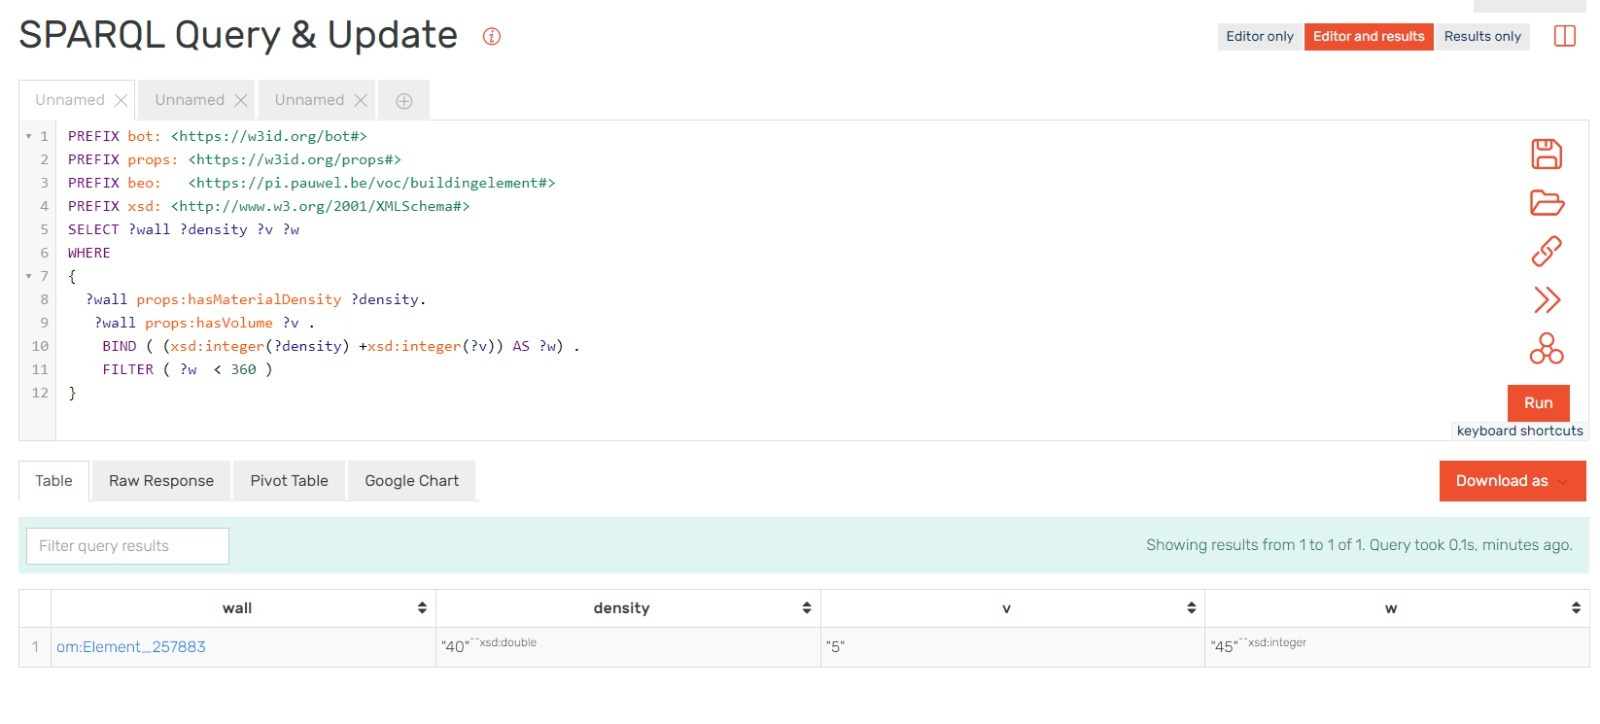 SPARQL Query & Update
Editor only Editor and results Results only
Unnamed Unnamed Unnamed
1 PREFIX bot: <https://w3id.org/bot#>
2 PREFIX props: <https://w3id.org/props#>
3 PREFIX beo:   <https://pi.pauwel.be/voc/buildingelement#>
4 PREFIX xsd: <http://www.w3.org/2001/XMLSchema#>
5 SELECT ?wall ?density ?v ?w
6 WHERE
7 {
8   ?wall props:hasMaterialDensity ?density.
9    ?wall props:hasVolume ?v .
10     BIND ( (xsd:integer(?density) +xsd:integer(?v)) AS ?w) .
11     FILTER ( ?w  < 360 )
12 }
Run
keyboard shortcuts
Table Raw Response Pivot Table Google Chart Download as
Filter query results Showing results from 1 to 1 of 1. Query took 0.1s, minutes ago.
wall density v w
1 om:Element_257883 "40"^^xsd:double "5" "45"^^xsd:integer